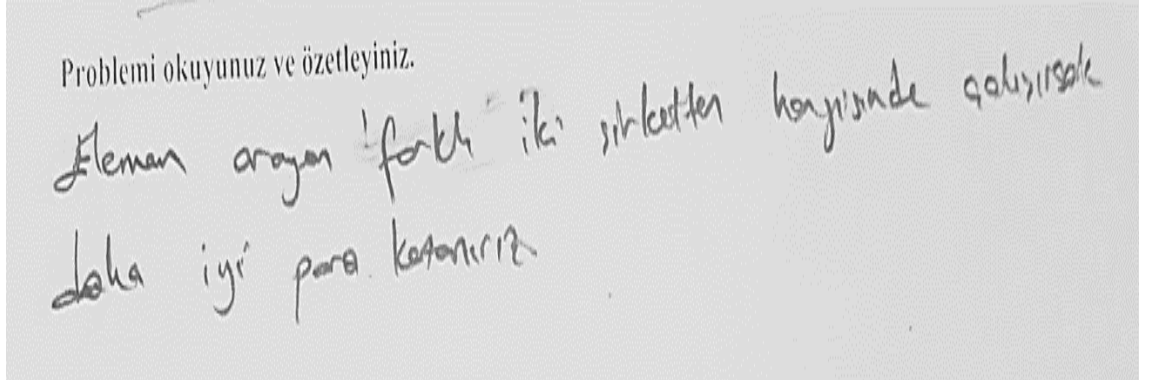 Problemi okuyunuz ve özetleyiniz.
Eleman arayan farklı iki şirketten hangisinde çalışırsak
daha iyi para kazanırız